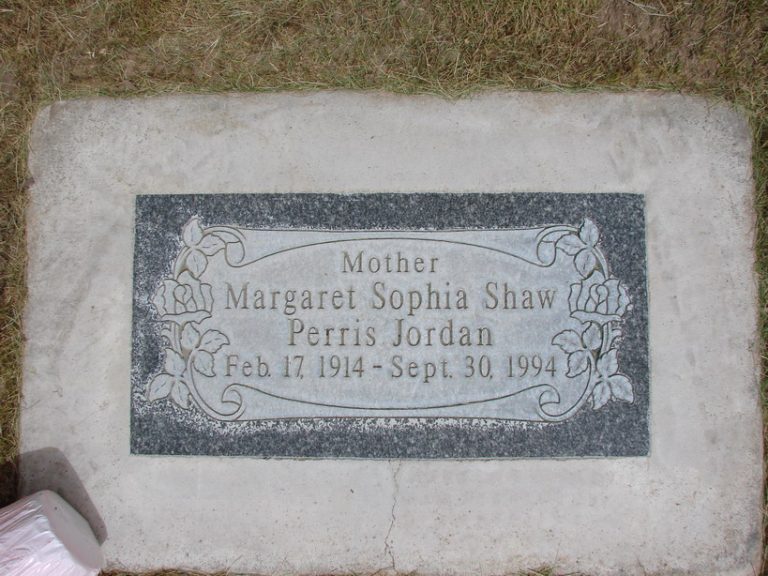 Mother
Margaret Sophia Shaw
Perris Jordan
Feb. 17, 1914 - Sept. 30, 1994